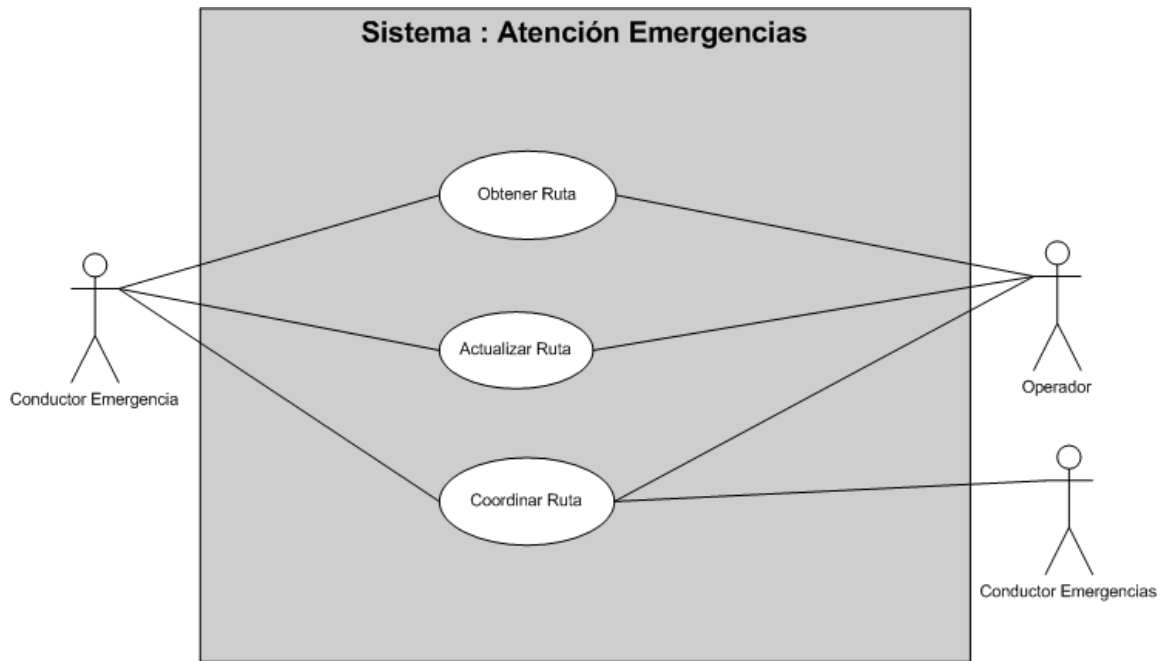 Sistema : Atención Emergencias
Obtener Ruta
Actualizar Ruta
Conductor Emergencia
Operador
Coordinar Ruta
Conductor Emergencias